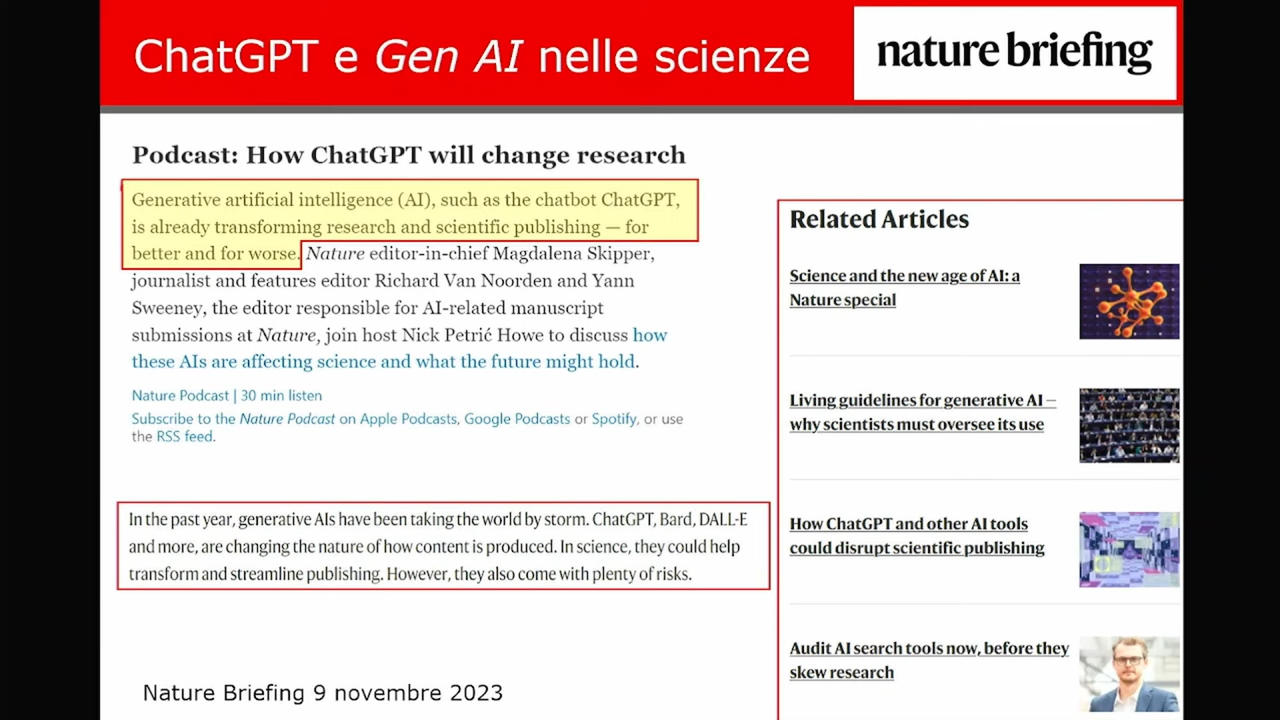 ChatGPT e Gen AI nelle scienze
nature briefing
Podcast: How ChatGPT will change research
Generative artificial intelligence (AI), such as the chatbot ChatGPT,
is already transforming research and scientific publishing — for
better and for worse. Nature editor-in-chief Magdalena Skipper,
journalist and features editor Richard Van Noorden and Yann
Sweeney, the editor responsible for AI-related manuscript
submissions at Nature, join host Nick Petrić Howe to discuss how
these AIs are affecting science and what the future might hold.
Nature Podcast | 30 min listen
Subscribe to the Nature Podcast on Apple Podcasts, Google Podcasts or Spotify, or use
the RSS feed.
In the past year, generative AIs have been taking the world by storm. ChatGPT, Bard, DALL-E
and more, are changing the nature of how content is produced. In science, they could help
transform and streamline publishing. However, they also come with plenty of risks.
Nature Briefing 9 novembre 2023
Related Articles
Science and the new age of AI: a
Nature special
Living guidelines for generative AI —
why scientists must oversee its use
How ChatGPT and other AI tools
could disrupt scientific publishing
Audit AI search tools now, before they
skew research